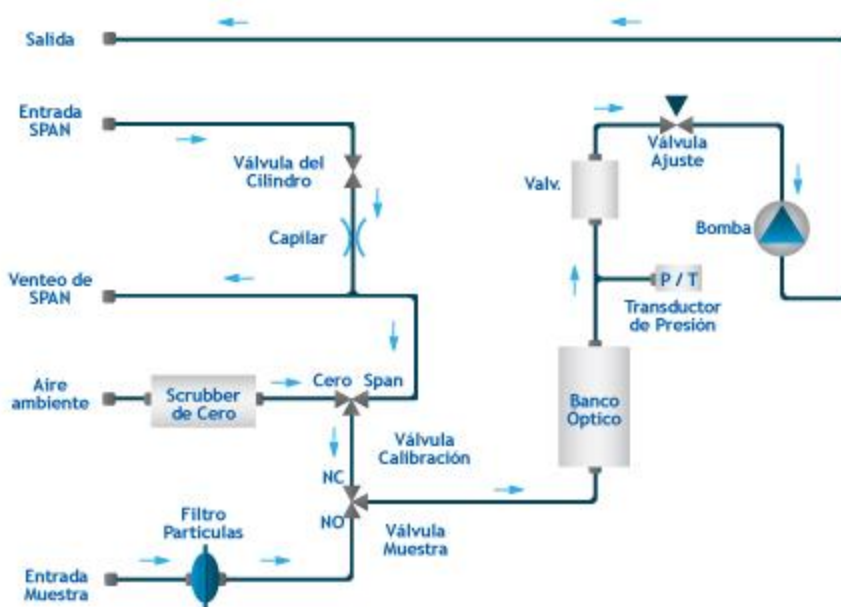 Salida
Entrada
SPAN
Válvula del
Cilindro
Capilar
Venteo de
SPAN
Aire
ambiente
Scrubber
de Cero
Cero
Span
Válvula
Calibración
NC
NO
Válvula
Muestra
Filtro
Particulas
Entrada
Muestra
Banco
Optico
P / T
Transductor
de Presión
Valv.
Válvula
Ajuste
Bomba